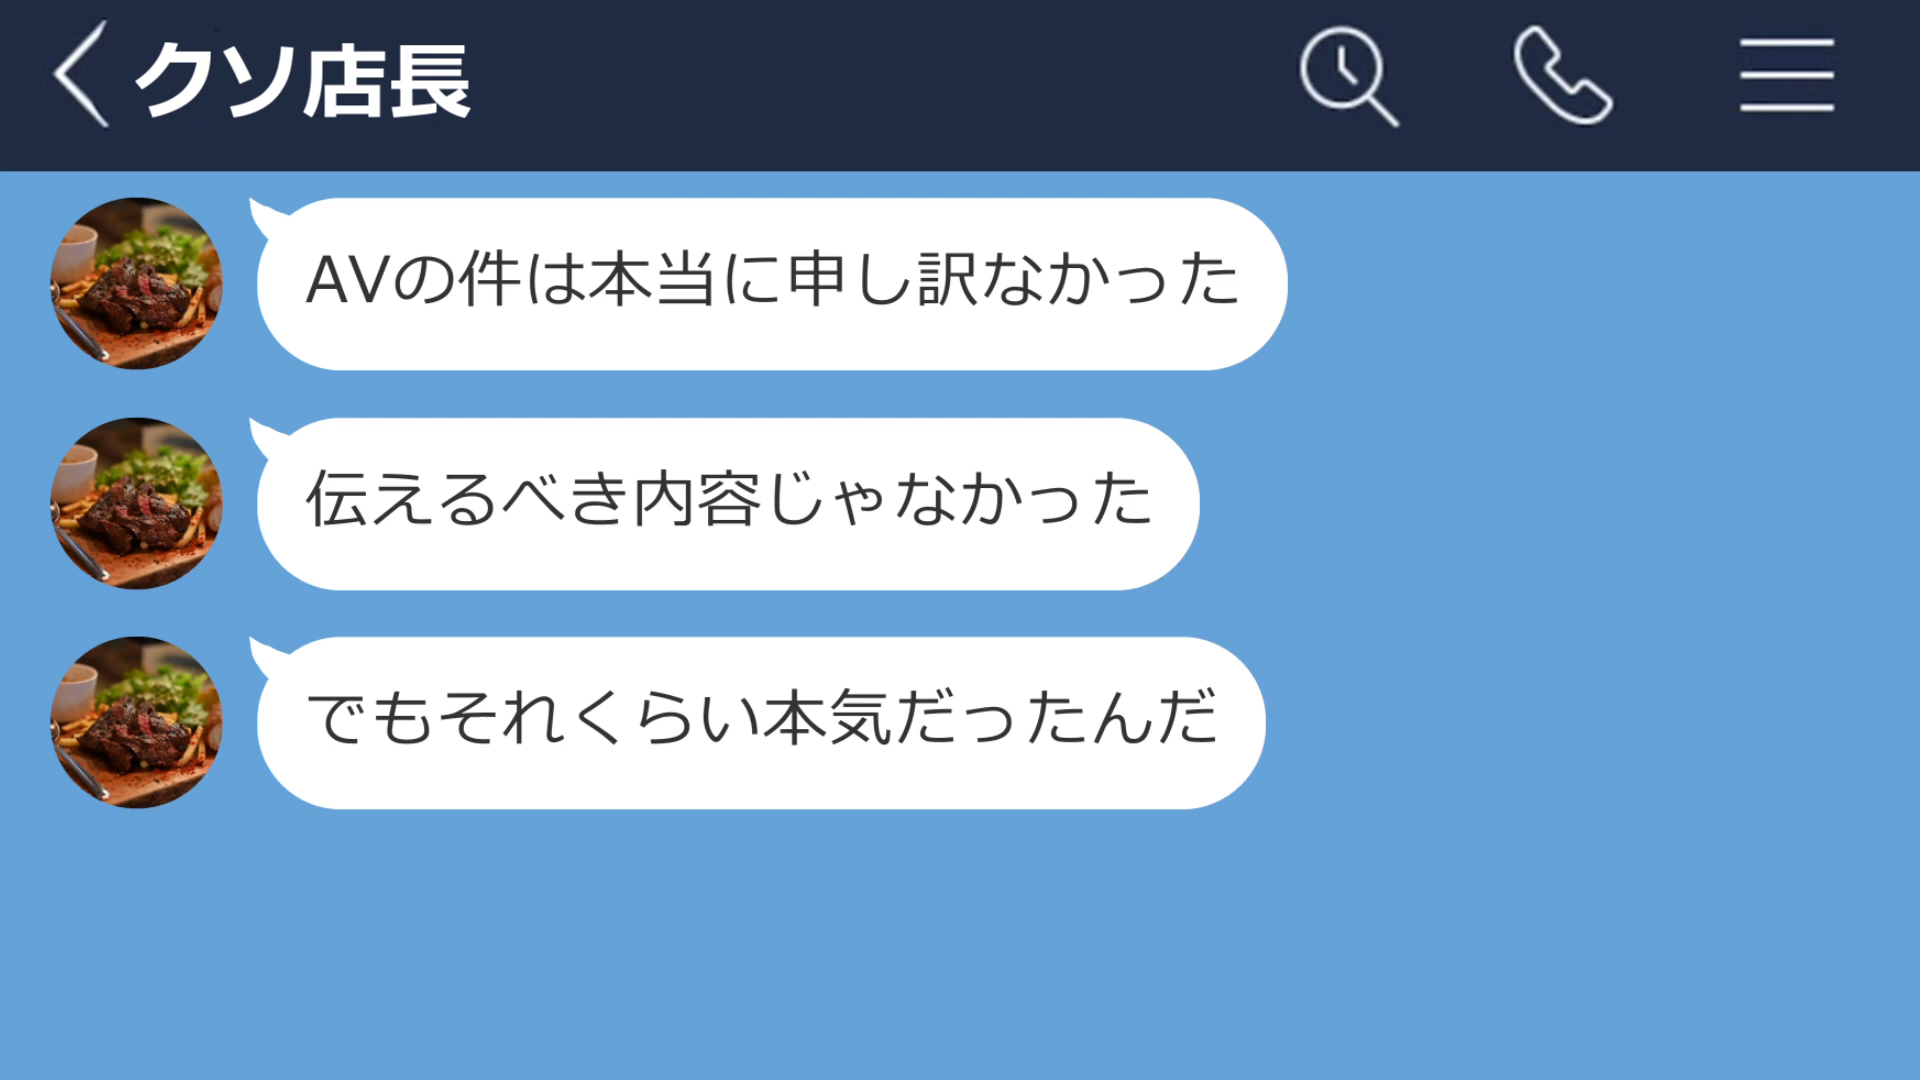 クソ店長
AVの件は本当に申し訳なかった
伝えるべき内容じゃなかった
でもそれくらい本気だったんだ